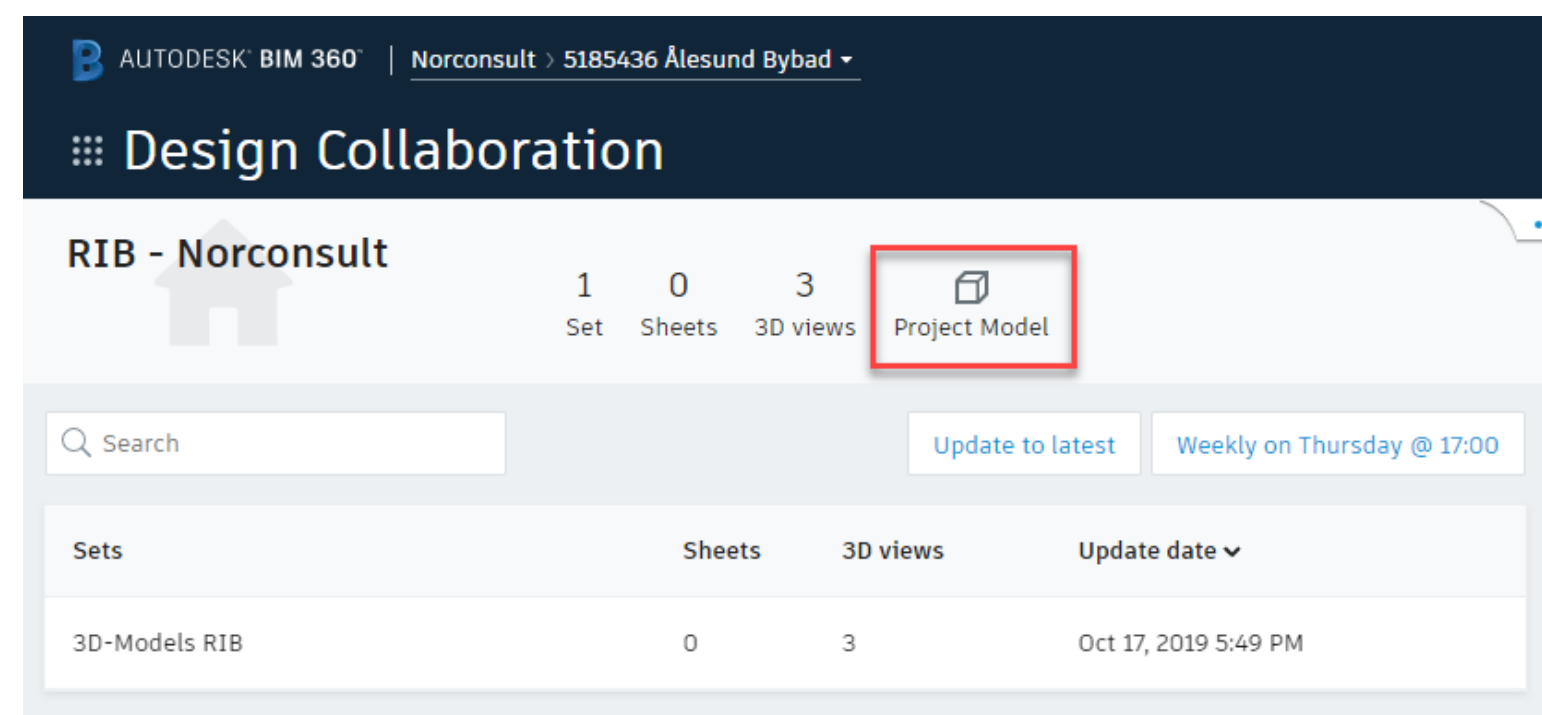 AUTODESK® BIM 360™ | Norconsult > 5185436 Ålesund Bybad
Design Collaboration
RIB - Norconsult
1 0 3
Set Sheets 3D views Project Model
Search Update to latest Weekly on Thursday @ 17:00
Sets Sheets 3D views Update date
3D-Models RIB 0 3 Oct 17, 2019 5:49 PM